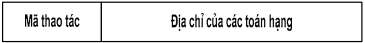 Mã thao tác Địa chỉ của các toán hạng